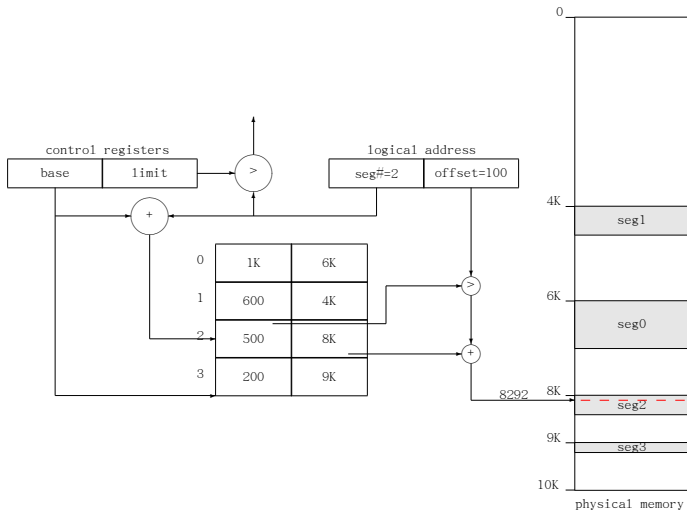 0
control registers
logical address
base
limit
>
seg#=2
offset=100
+
4K
seg1
0
1K
6K
1
600
4K
>
2
500
8K
+
3
200
9K
6K
seg0
8292
8K
seg2
9K
seg3
10K
physical memory